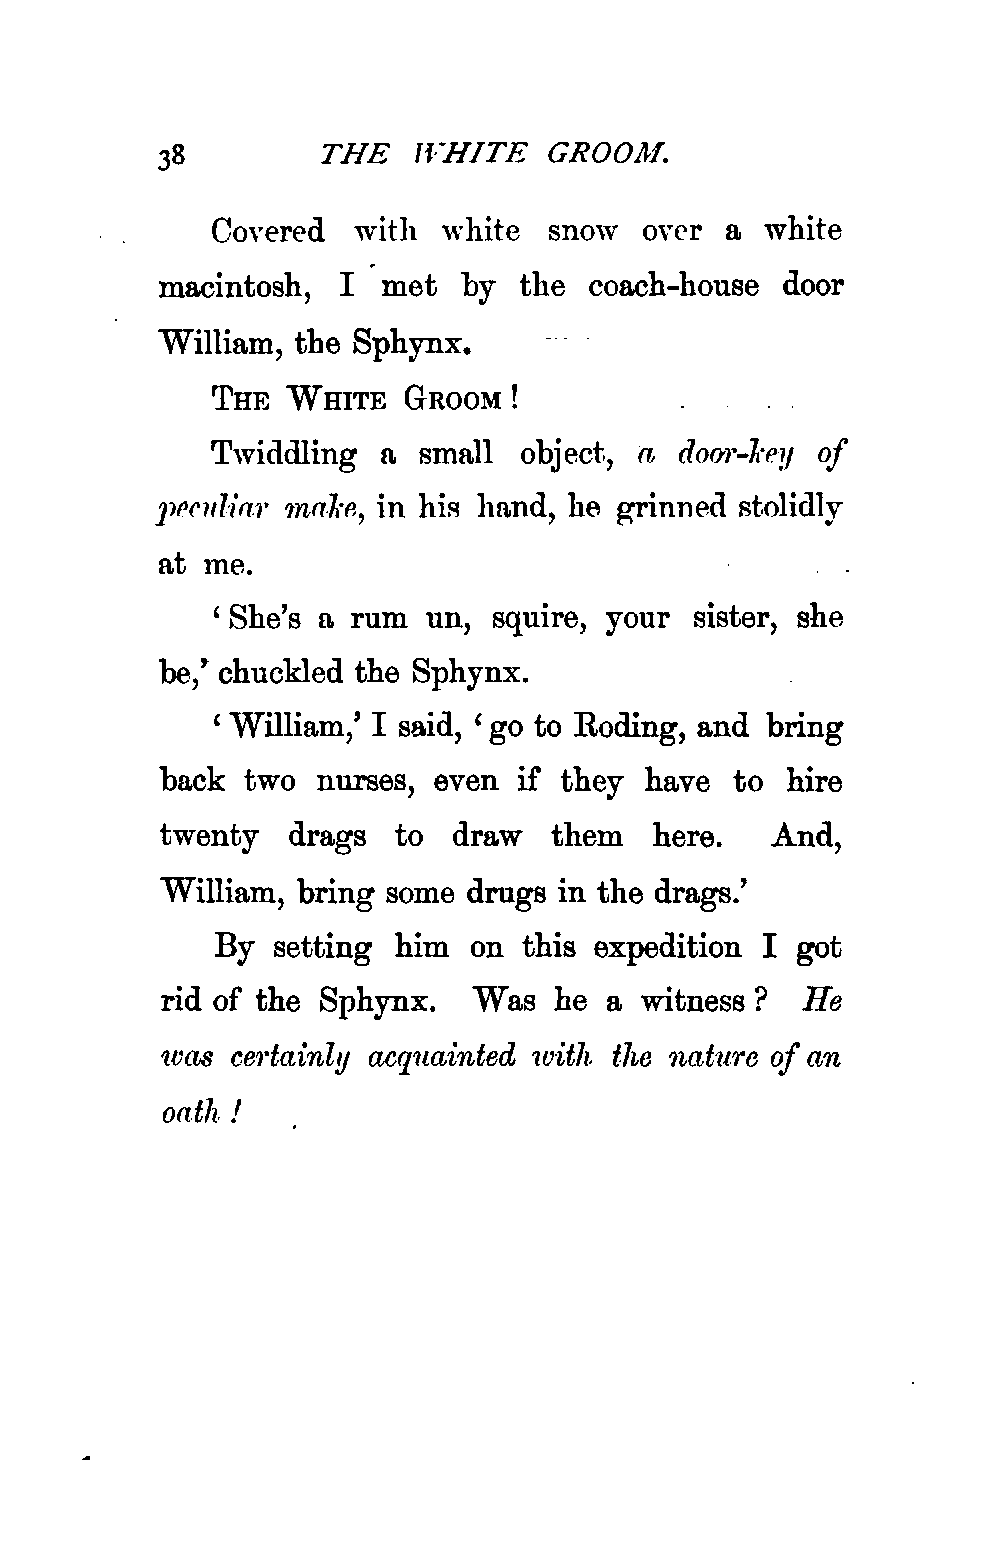 38 THE WHITE GROOM.
Covered with white snow over a white
macintosh, I met by the coach-house door
William, the Sphynx.
THE WHITE GROOM!
Twiddling a small object, a door-key of
peculiar make, in his hand, he grinned stolidly
at me.
‘She’s a rum un, squire, your sister, she
be,’ chuckled the Sphynx.
‘William,’ I said, ‘go to Roding, and bring
back two nurses, even if they have to hire
twenty drags to draw them here. And,
William, bring some drugs in the drags.’
By setting him on this expedition I got
rid of the Sphynx. Was he a witness? He
was certainly acquainted with the nature of an
oath!